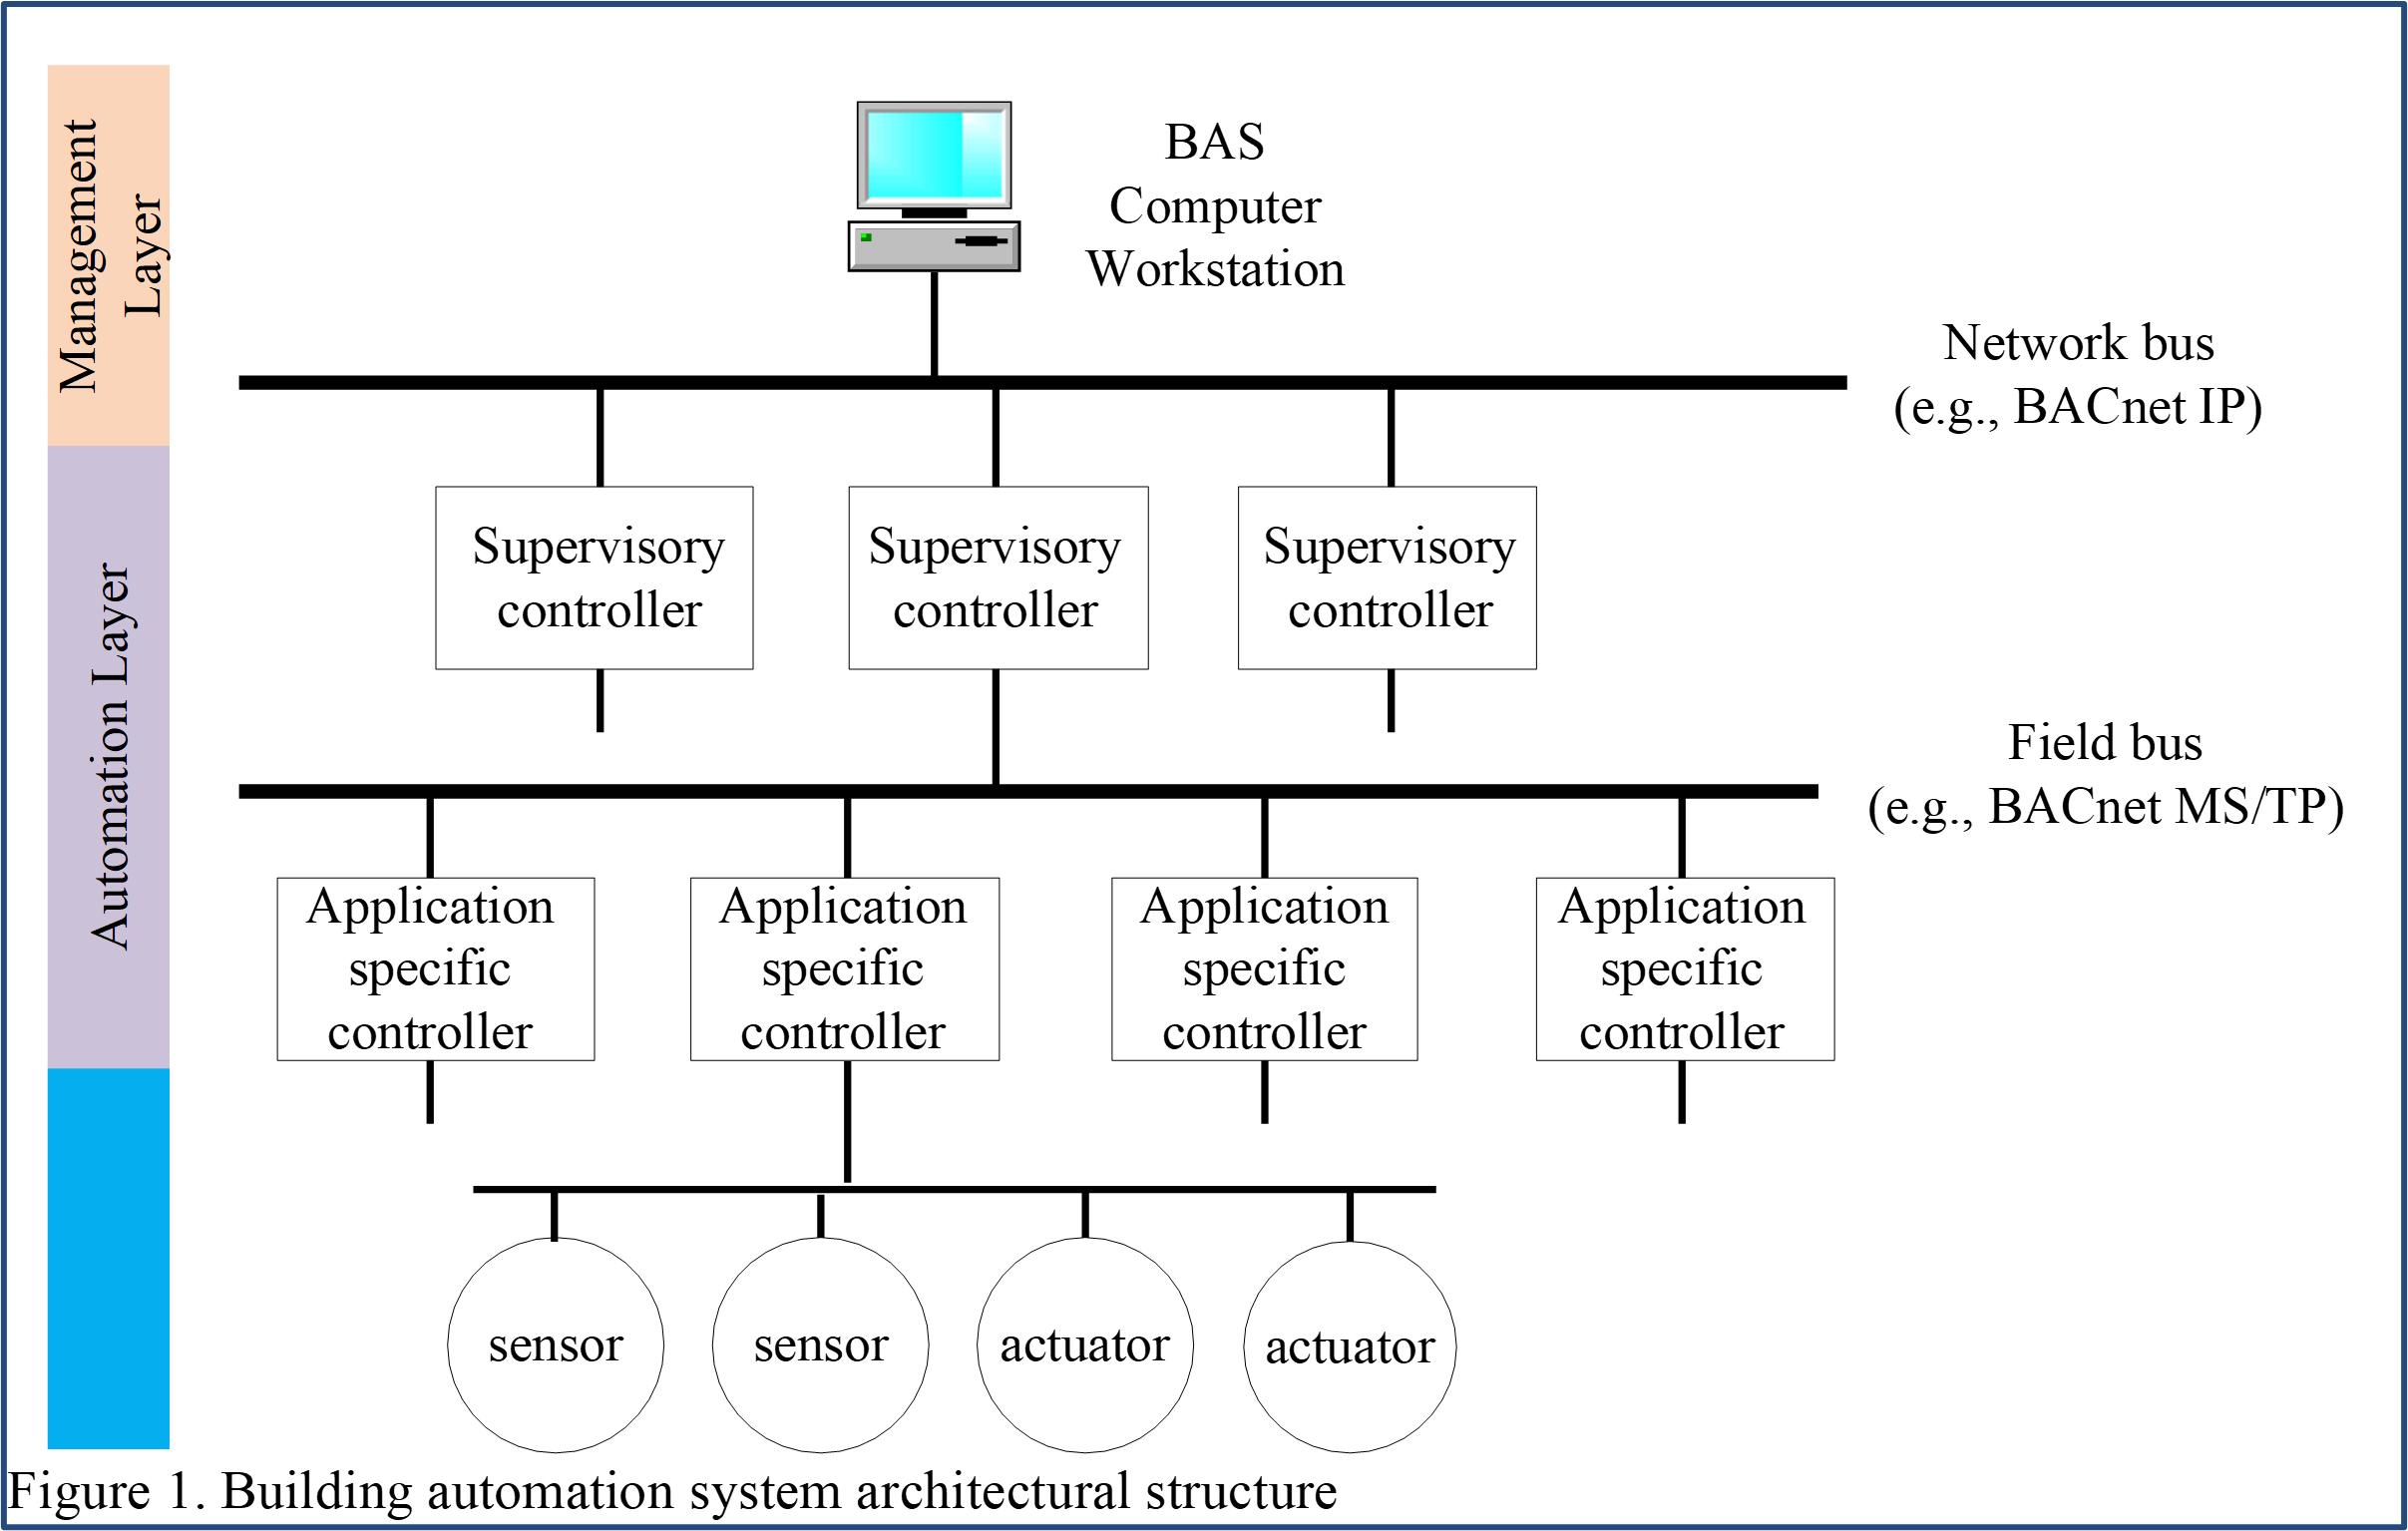 Management
Layer
BAS
Computer
Workstation
Network bus
(e.g., BACnet IP)
Supervisory
controller
Supervisory
controller
Supervisory
controller
Automation Layer
Field bus
(e.g., BACnet MS/TP)
Application
specific
controller
Application
specific
controller
Application
specific
controller
Application
specific
controller
sensor
sensor
actuator
actuator
Figure 1. Building automation system architectural structure